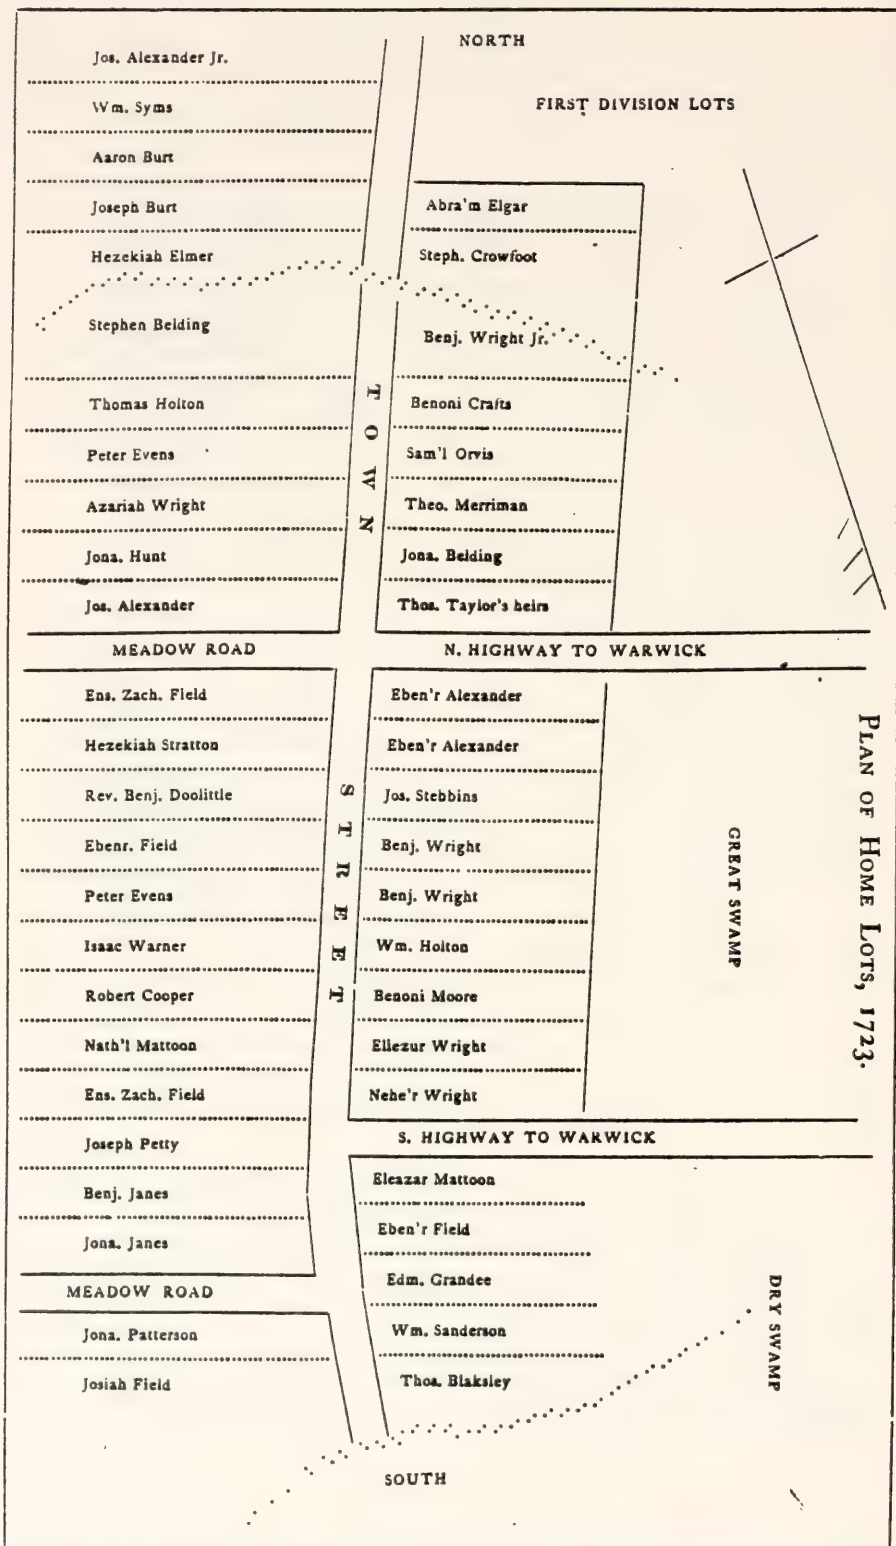 NORTH
FIRST DIVISION LOTS
Jos. Alexander Jr.
Wm. Syms
Aaron Burt
Joseph Burt
Hezekiah Elmer
Stephen Belding
Thomas Holton
Peter Evens
Azariah Wright
Jona. Hunt
Jos. Alexander
Abra'm Elgar
Steph. Crowfoot
Benj. Wright Jr.
Benoni Crafts
Sam'l Orvis
Theo. Merriman
Jona. Belding
Thos. Taylor's heirs
TOWN STREET
MEADOW ROAD
N. HIGHWAY TO WARWICK
Ens. Zach. Field
Hezekiah Stratton
Rev. Benj. Doolittle
Ebenr. Field
Peter Evens
Isaac Warner
Robert Cooper
Nath'l Mattoon
Ens. Zach. Field
Joseph Petty
Benj. Janes
Jona. Janes
Eben'r Alexander
Eben'r Alexander
Jos. Stebbins
Benj. Wright
Benj. Wright
Wm. Holton
Benoni Moore
Eliezur Wright
Nehe'r Wright
GREAT SWAMP
PLAN OF HOME LOTS, 1723.
S. HIGHWAY TO WARWICK
Eleazar Mattoon
Eben'r Field
Edm. Grandee
Wm. Sanderson
Thos. Blaksley
DRY SWAMP
MEADOW ROAD
Jona. Patterson
Josiah Field
SOUTH